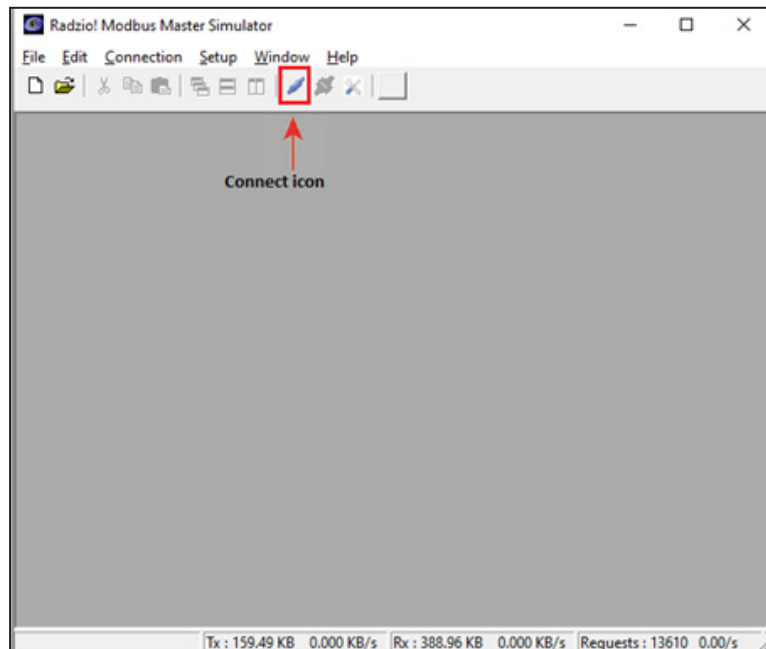 Radzio! Modbus Master Simulator
File Edit Connection Setup Window Help
Connect icon
Tx : 159.49 KB 0.000 KB/s Rx : 388.96 KB 0.000 KB/s Requests : 13610 0.00/s